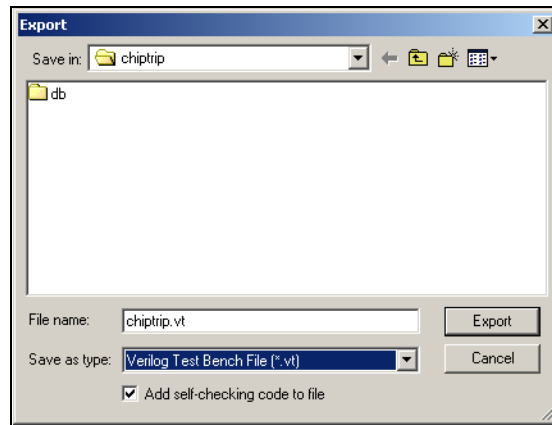 Export
Save in: chiptrip
db
File name: chiptrip.vt Export
Save as type: Verilog Test Bench File (*.vt) Cancel
Add self-checking code to file